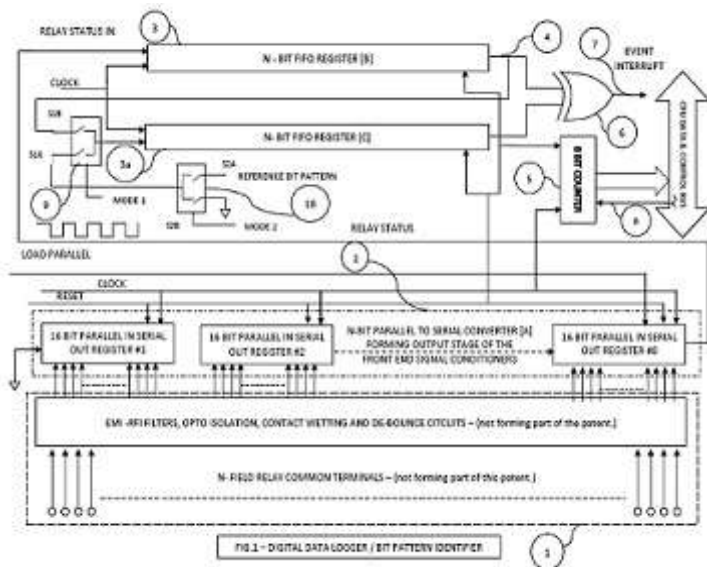 3
4
7
RELAY STATUS IN
N - BIT FIFO REGISTER [B]
EVENT
INTERRUPT
CLOCK
S1B
N- BIT FIFO REGISTER [C]
6
S1A
3a
5
8 BIT COUNTER
CPU DATA & CONTROL BUS
S2A
REFERENCE BIT PATTERN
9
MODE 1
10
8
S2B
MODE 2
RELAY STATUS
LOAD PARALLEL
2
CLOCK
RESET
16 BIT PARALLEL IN SERIAL
OUT REGISTER #1
16 BIT PARALLEL IN SERIAL
OUT REGISTER #2
N-BIT PARALLEL TO SERIAL CONVERTER [A]
FORMING OUTPUT STAGE OF THE
FRONT END SIGNAL CONDITIONERS
16 BIT PARALLEL IN SERIAL
OUT REGISTER
EMI -RFI FILTERS, OPTO ISOLATION, CONTACT WETTING AND DE-BOUNCE CITCLITS – (not forming part of the patent.)
N- FIELD RELAY COMMON TERMINALS – (not forming part of this patent.)
FIG.1 – DIGITAL DATA LOGGER / BIT PATTERN IDENTIFIER
1